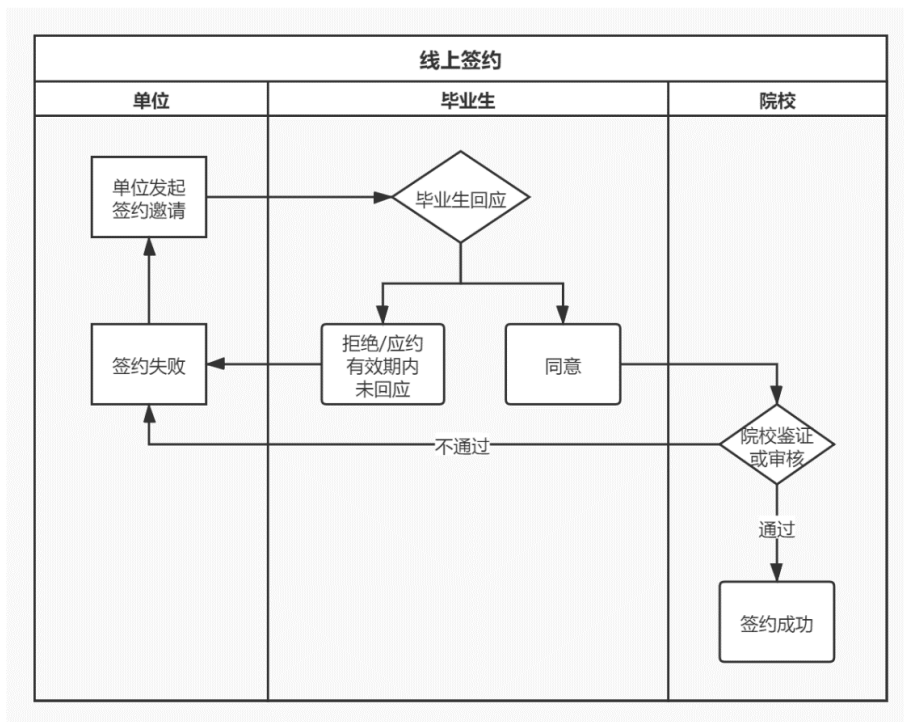 线上签约
单位
毕业生
院校
单位发起
签约邀请
毕业生回应
签约失败
拒绝/应约
有效期内
未回应
同意
院校鉴证
或审核
不通过
通过
签约成功